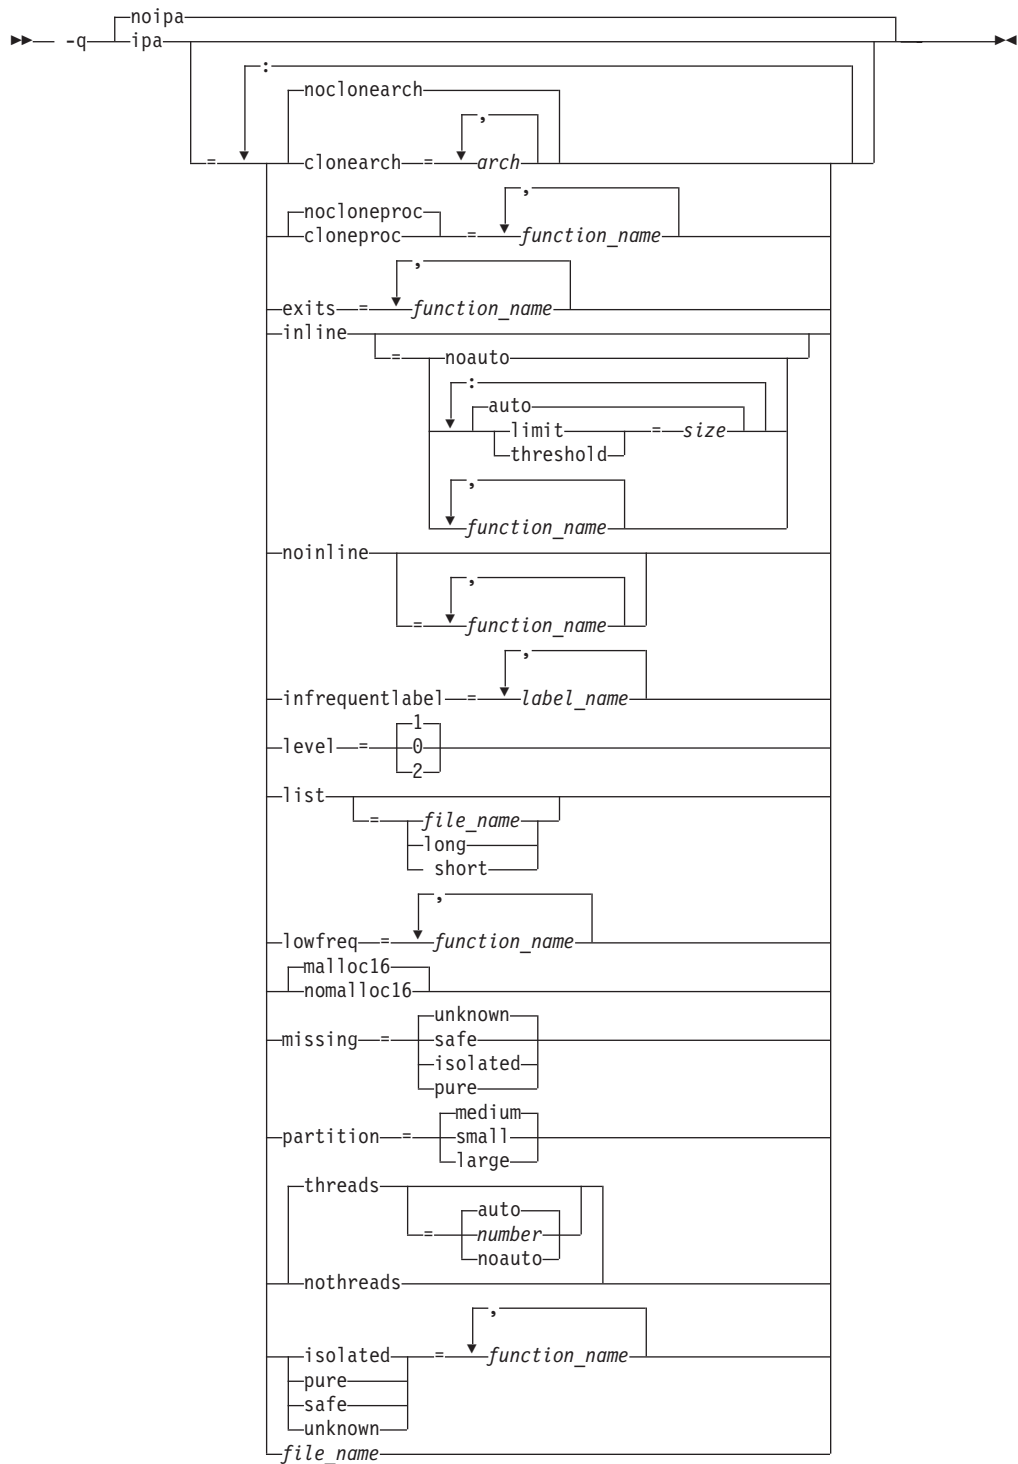 noipa
-q ipa
:
noclonearch
,
= clonearch = arch
,
nocloneproc
cloneproc = function_name
,
exits = function_name
inline
= noauto
:
auto
limit = size
threshold
,
function_name
noinline
,
= function_name
,
infrequentlabel = label_name
1
level = 0
2
list
= file_name
long
short
,
lowfreq = function_name
malloc16
nomalloc16
unknown
missing = safe
isolated
pure
medium
partition = small
large
threads
auto
= number
noauto
nothreads
,
isolated = function_name
pure
safe
unknown
file_name